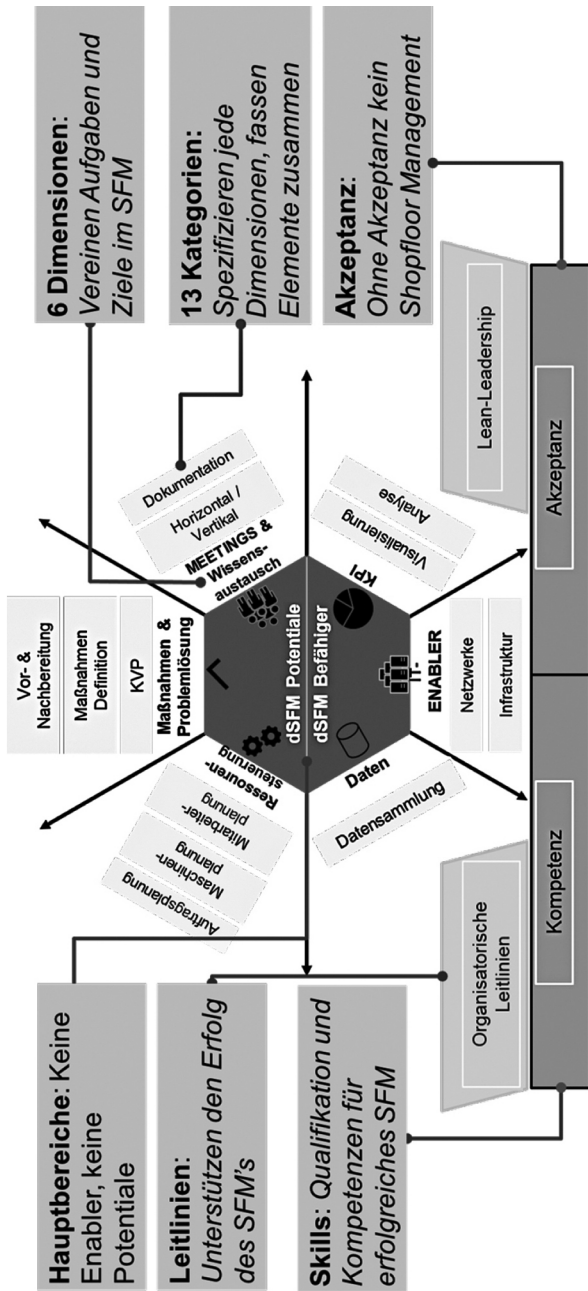 Hauptbereiche: Keine
Enabler, keine
Potentiale
Leitlinien:
Unterstützen den Erfolg
des SFM's
Skills: Qualifikation und
Kompetenzen für
erfolgreiches SFM
6 Dimensionen:
Vereinen Aufgaben und
Ziele im SFM
13 Kategorien:
Spezifizieren jede
Dimensionen, fassen
Elemente zusammen
Akzeptanz:
Ohne Akzeptanz kein
Shopfloor Management
Vor- &
Nachbereitung
Maßnahmen
Definition
KVP
Maßnahmen &
Problemlösung
Auftragsplanung
Maschinen-
planung
Mitarbeiter-
planung
Ressouren-
steuerung
Dokumentation
Horizontal /
Vertikal
MEETINGS &
Wissens-
austausch
dSFM Potentiale
dSFM Befähiger
Daten
Datensammlung
IT-
ENABLER
Netzwerke
Infrastruktur
KPI
Visualisierung
Analyse
Organisatorische
Leitlinien
Lean-Leadership
Kompetenz
Akzeptanz